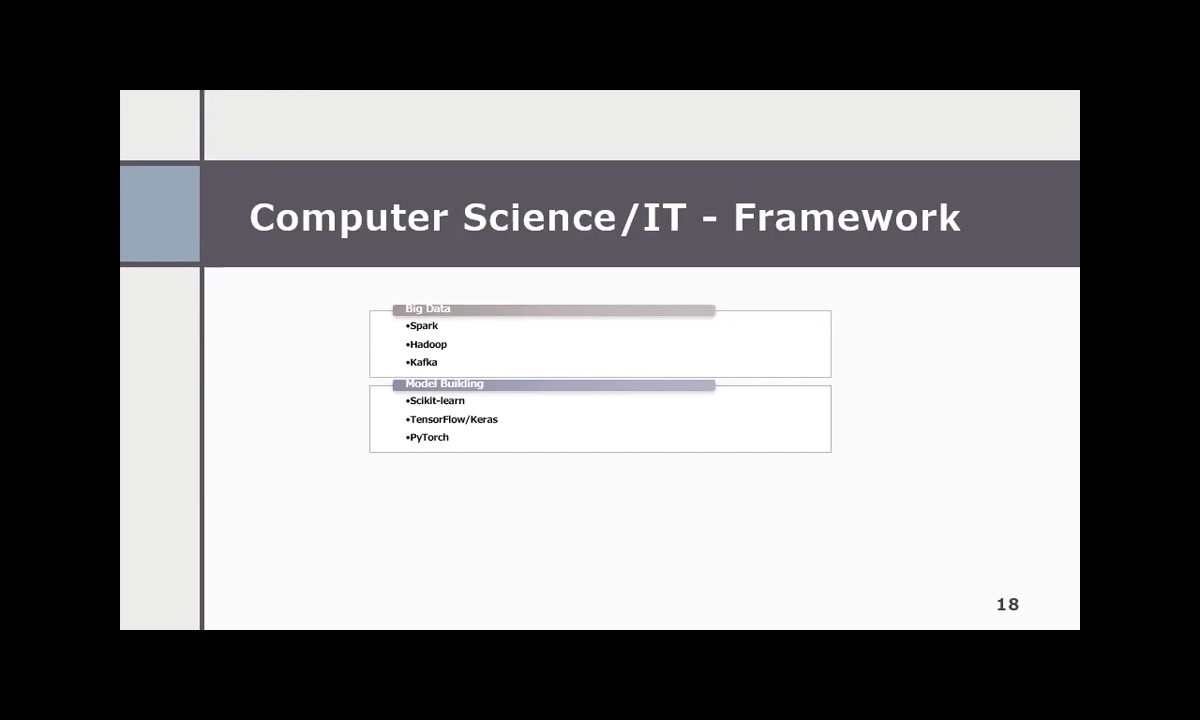 Computer Science/IT - Framework
Big Data
•Spark
•Hadoop
•Kafka
Model Building
•Scikit-learn
•TensorFlow/Keras
•PyTorch
18